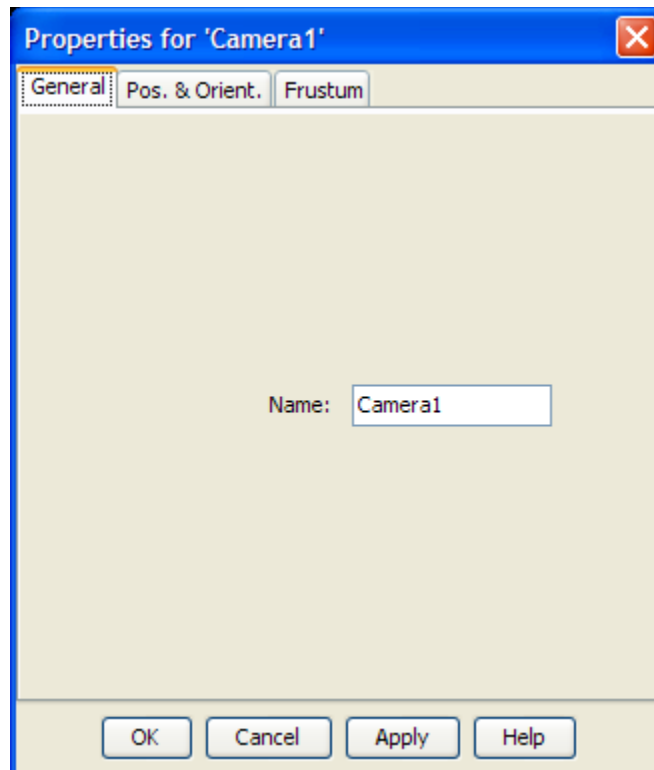 Properties for 'Camera1'
General Pos. & Orient. Frustum
Name: Camera1
OK Cancel Apply Help